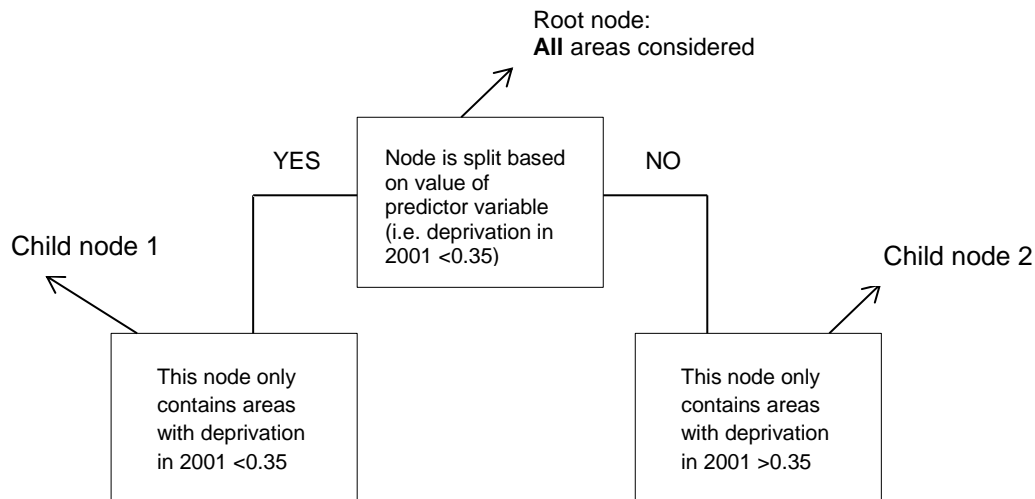 Root node:
All areas considered
YES
Node is split based
on value of
predictor variable
(i.e. deprivation in
2001 <0.35)
NO
Child node 1
Child node 2
This node only
contains areas
with deprivation
in 2001 <0.35
This node only
contains areas
with deprivation
in 2001 >0.35